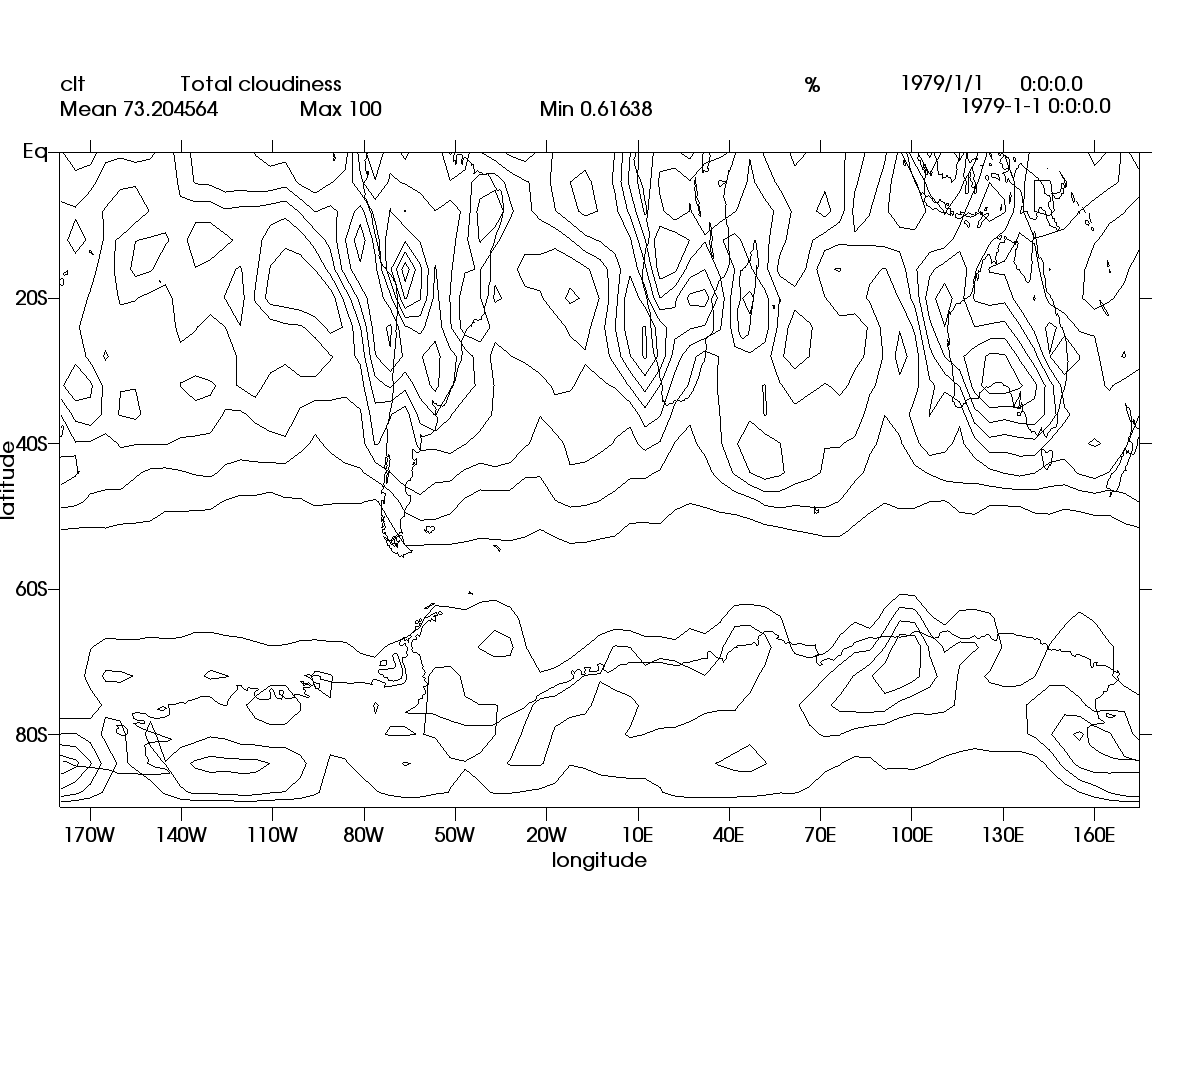 clt Total cloudiness % 1979/1/1 0:0:0.0
Mean 73.204564 Max 100 Min 0.61638 1979-1-1 0:0:0.0
Eq
20S
40S
latitude
60S
80S
170W 140W 110W 80W 50W 20W 10E 40E 70E 100E 130E 160E
longitude